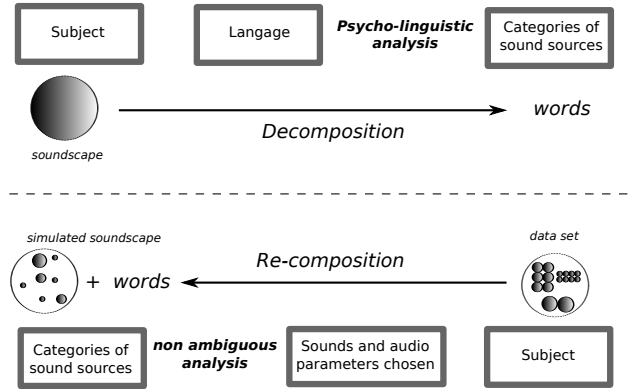 Subject
Langage
Psycho-linguistic
analysis
Categories of
sound sources
words
Decomposition
soundscape
simulated soundscape
data set
Re-composition
+ words
Categories of
sound sources
non ambiguous
analysis
Sounds and audio
parameters chosen
Subject